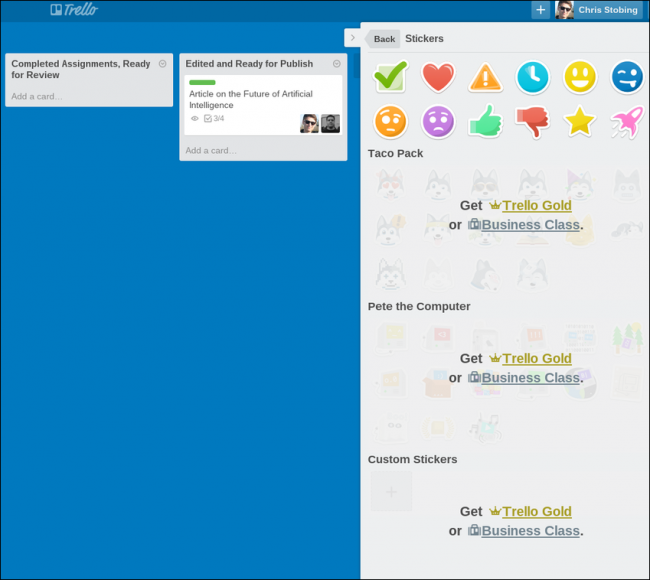 Trello
Chris Stobing
Completed Assignments, Ready
for Review
Add a card…
Edited and Ready for Publish
Article on the Future of Artificial
Intelligence
3/4
Add a card…
Back
Stickers
Taco Pack
Get Trello Gold
or Business Class.
Pete the Computer
Get Trello Gold
or Business Class.
Custom Stickers
Get Trello Gold
or Business Class.